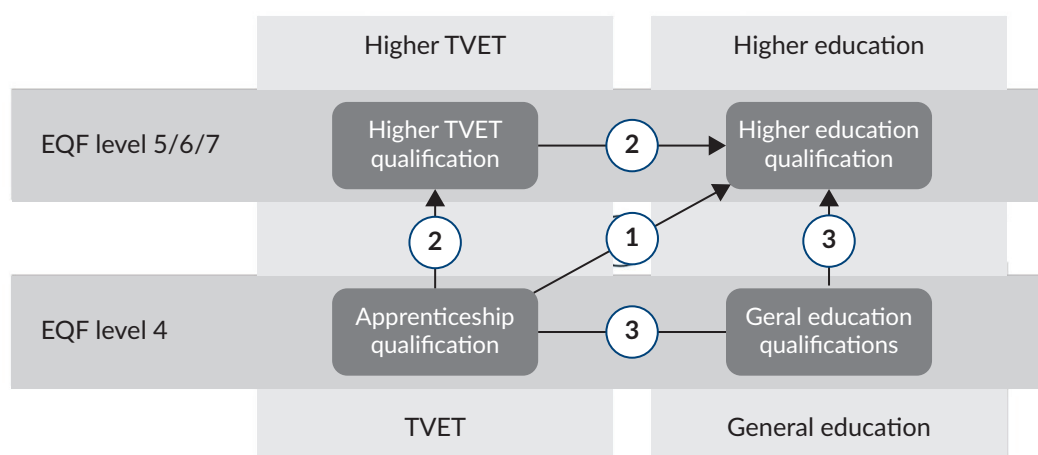 Higher TVET
Higher education
EQF level 5/6/7
Higher TVET
qualification
2
Higher education
qualification
2
1
3
EQF level 4
Apprenticeship
qualification
3
Geral education
qualifications
TVET
General education